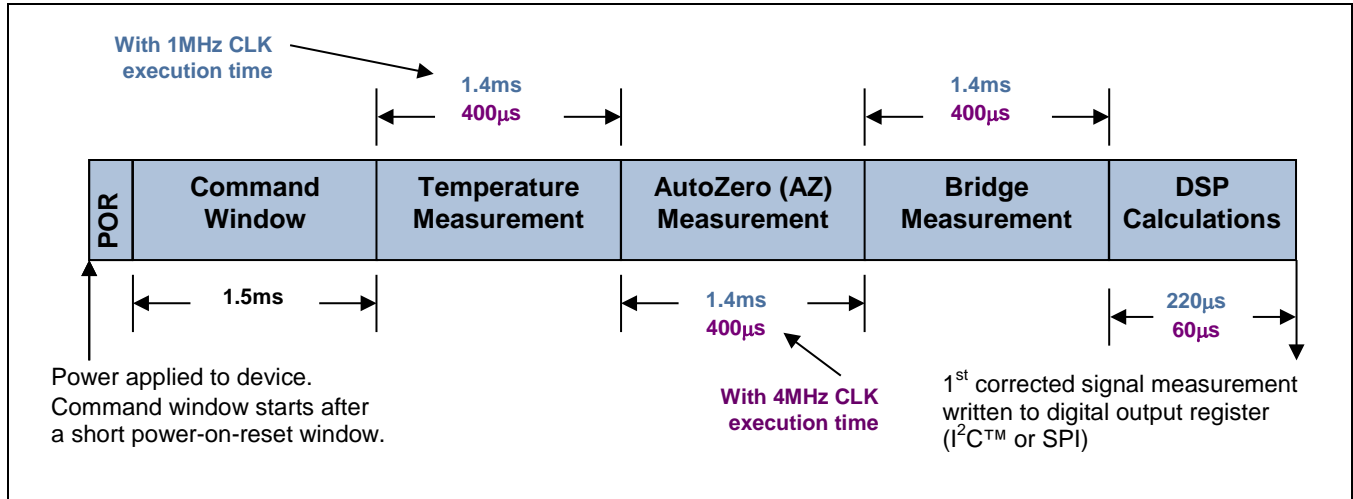 With 1MHz CLK
execution time
1.4ms
400µs
1.4ms
400µs
POR
Command
Window
Temperature
Measurement
AutoZero (AZ)
Measurement
Bridge
Measurement
DSP
Calculations
1.5ms
1.4ms
400µs
220µs
60µs
Power applied to device.
Command window starts after
a short power-on-reset window.
With 4MHz CLK
execution time
1st corrected signal measurement
written to digital output register
(I2C™ or SPI)